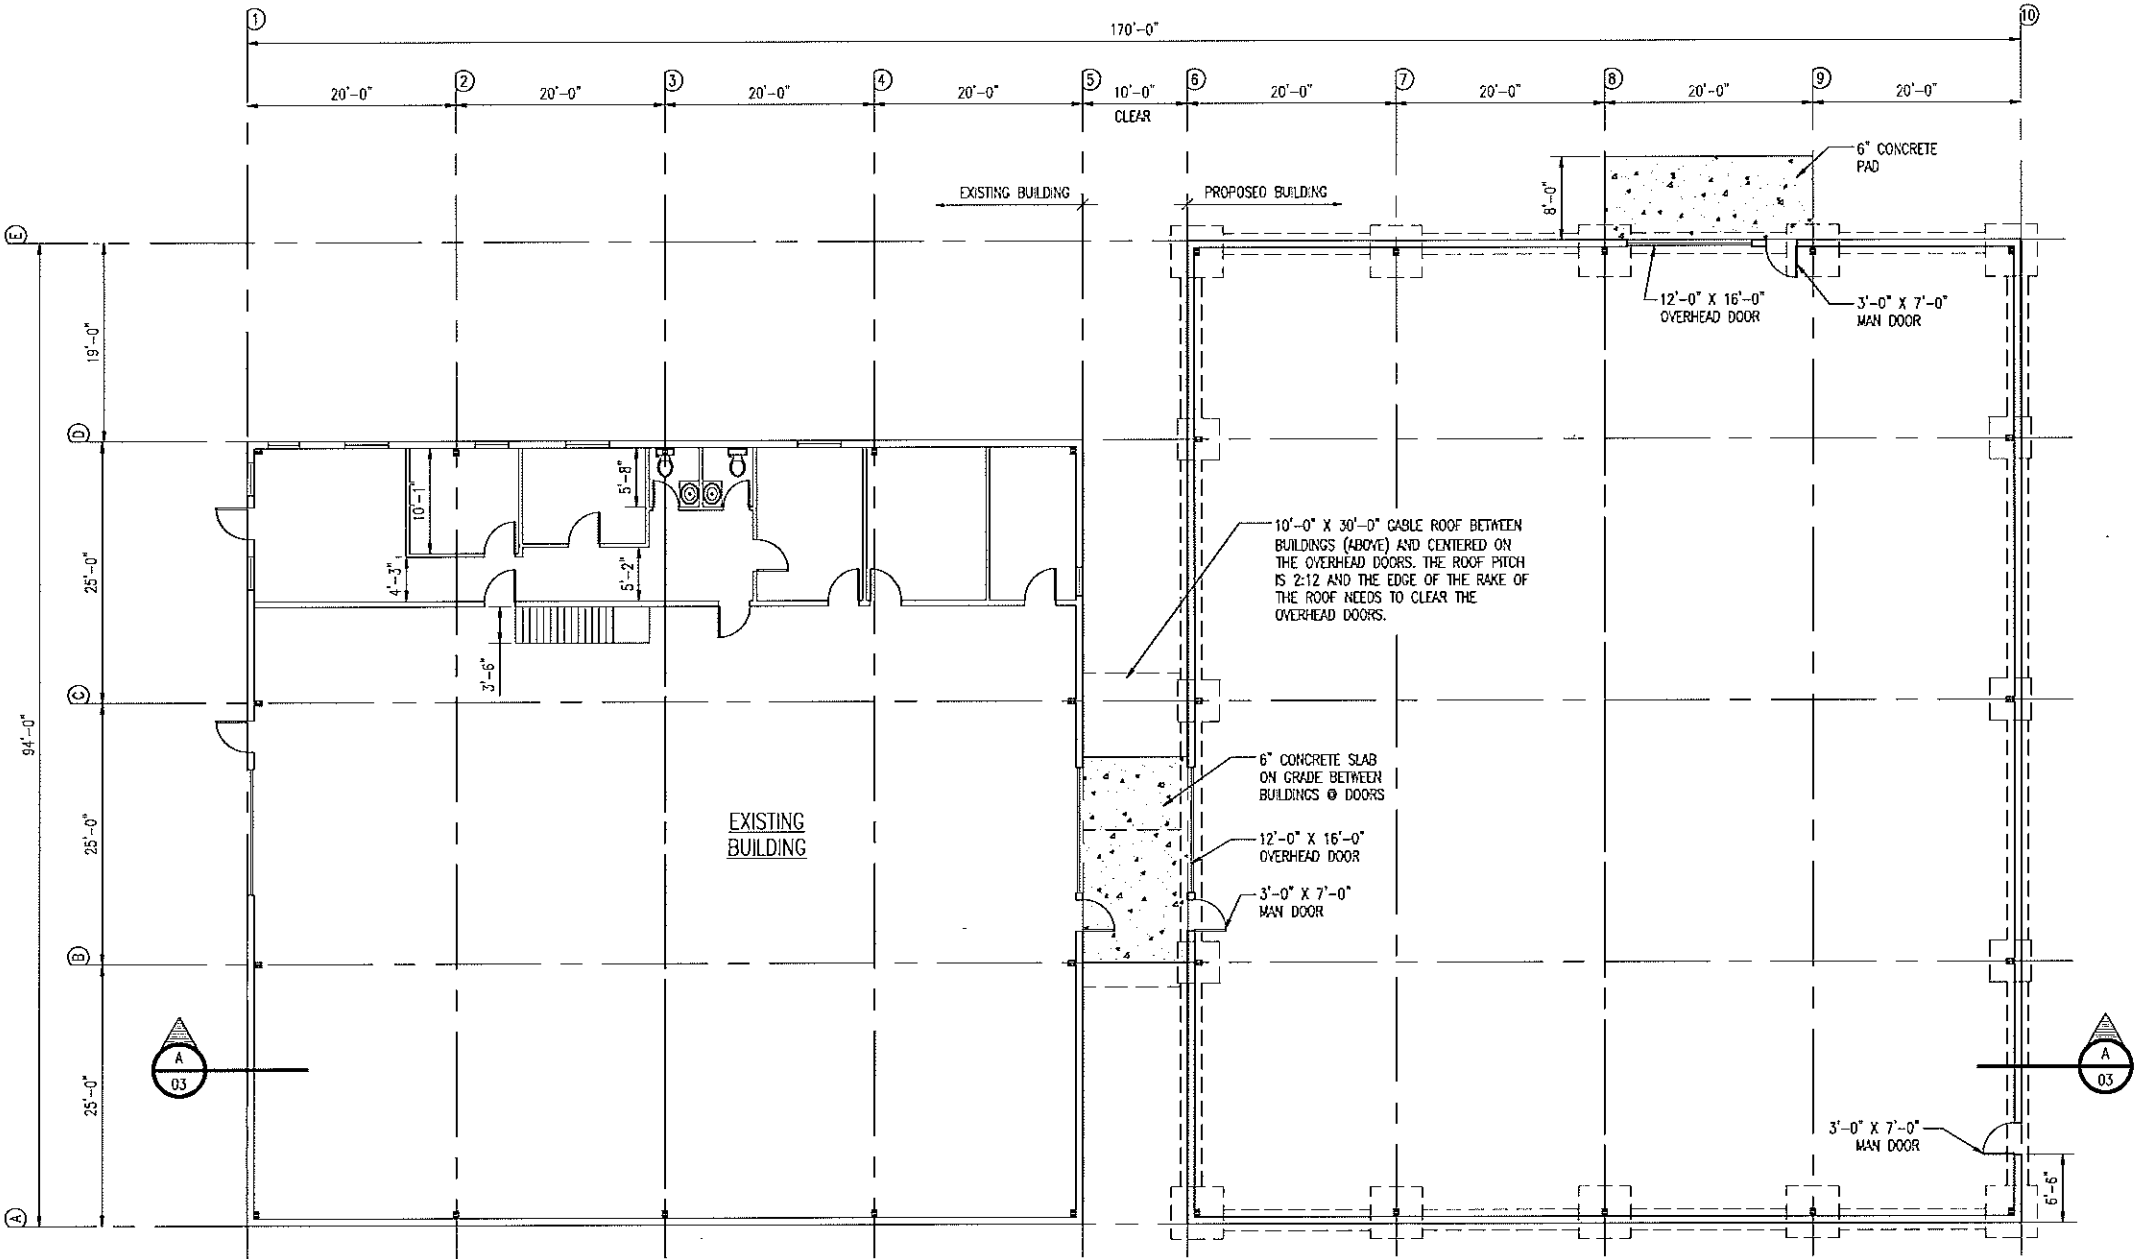 1
10
170'-0"
2
3
4
5
6
7
8
9
20'-0"
20'-0"
20'-0"
20'-0"
10'-0"
CLEAR
20'-0"
20'-0"
20'-0"
20'-0"
6" CONCRETE
PAD
8'-0"
EXISTING BUILDING
PROPOSED BUILDING
E
12'-0" X 16'-0"
OVERHEAD DOOR
3'-0" X 7'-0"
MAN DOOR
19'-0"
D
10'-1"
5'-8"
4'-3"
5'-2"
25'-0"
3'-6"
10'-0" X 30'-0" GABLE ROOF BETWEEN
BUILDINGS (ABOVE) AND CENTERED ON
THE OVERHEAD DOORS. THE ROOF PITCH
IS 2:12 AND THE EDGE OF THE RAKE OF
THE ROOF NEEDS TO CLEAR THE
OVERHEAD DOORS.
C
94'-0"
25'-0"
EXISTING
BUILDING
6" CONCRETE SLAB
ON GRADE BETWEEN
BUILDINGS @ DOORS
12'-0" X 16'-0"
OVERHEAD DOOR
3'-0" X 7'-0"
MAN DOOR
B
A
03
A
03
25'-0"
3'-0" X 7'-0"
MAN DOOR
6'-6"
A